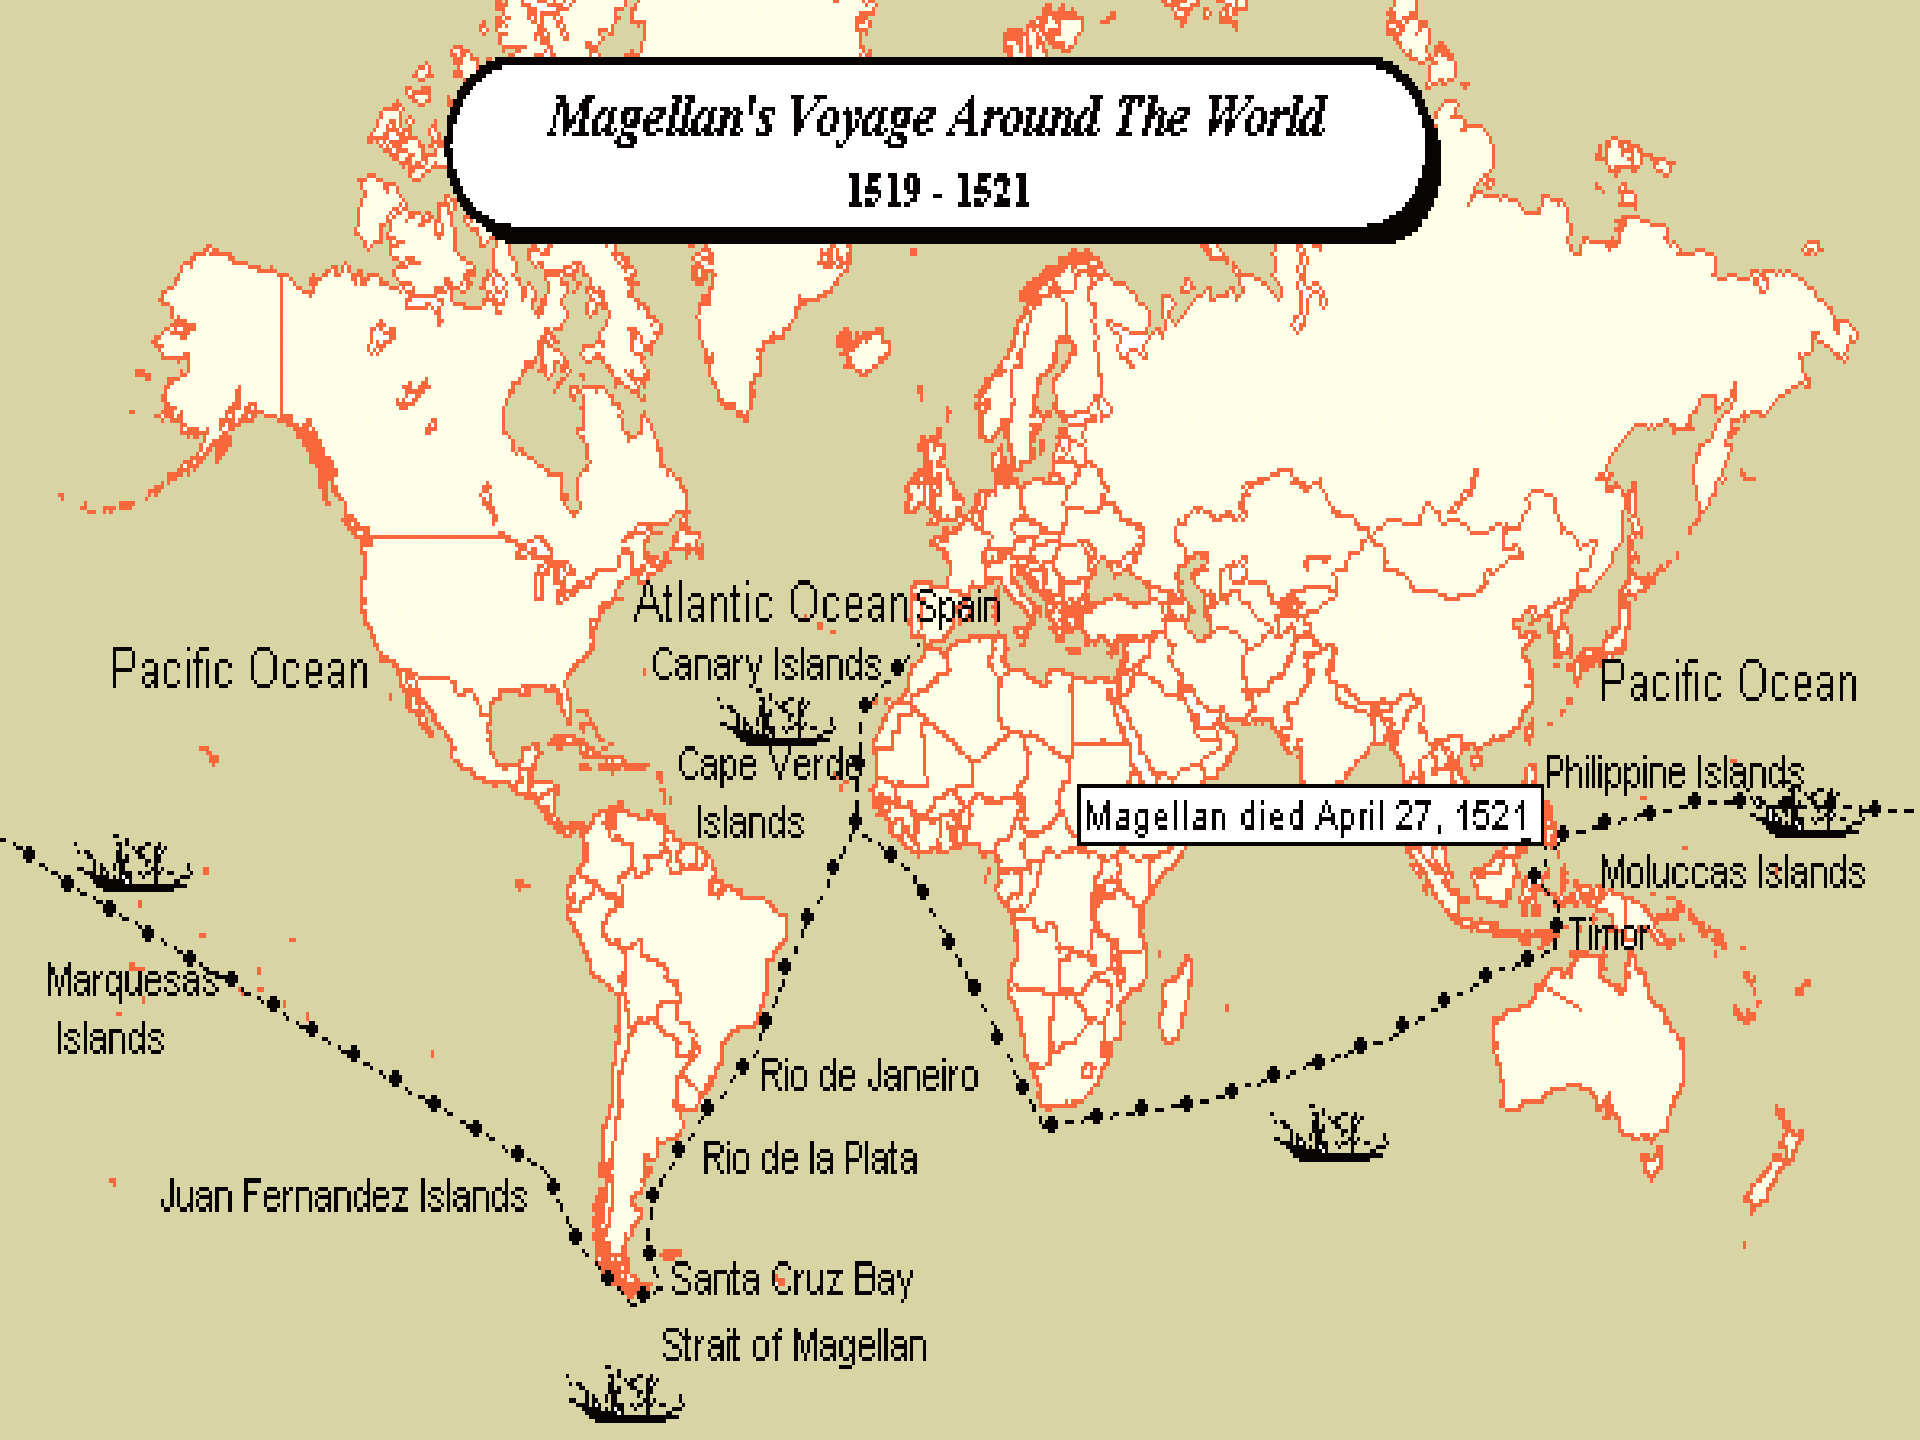 Magellan's Voyage Around The World
1519 - 1521
Atlantic Ocean
Spain
Pacific Ocean
Canary Islands
Pacific Ocean
Cape Verde
Islands
Philippine Islands
Magellan died April 27, 1521
Moluccas Islands
Timor
Marquesas
Islands
Rio de Janeiro
Rio de la Plata
Juan Fernandez Islands
Santa Cruz Bay
Strait of Magellan